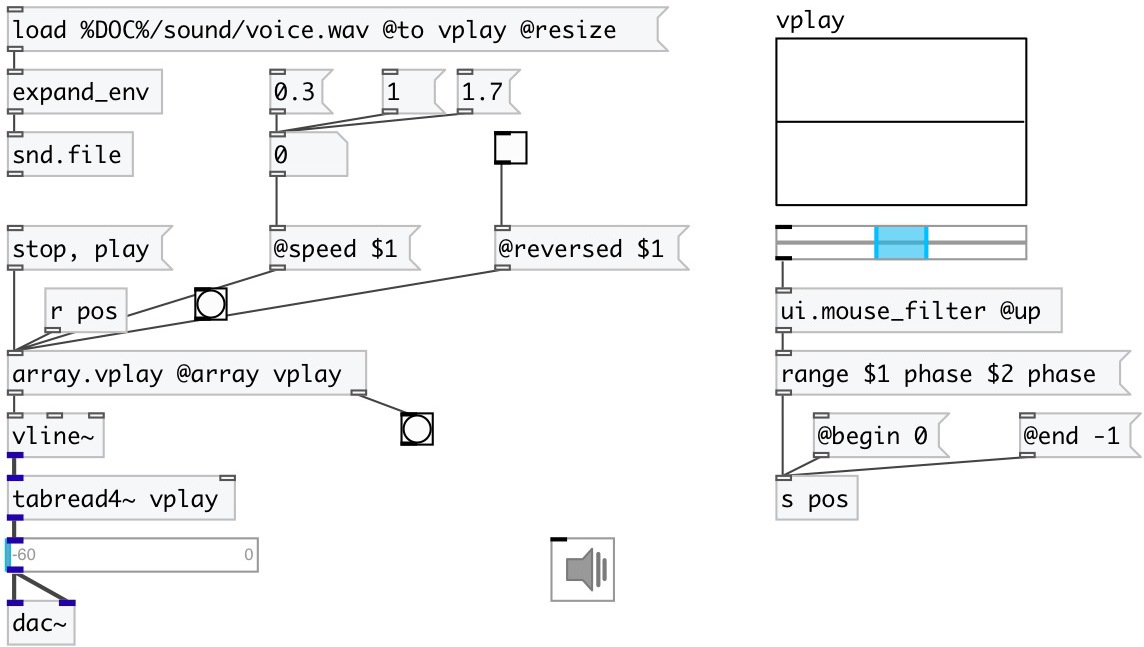 load %DOC%/sound/voice.wav @to vplay @resize
vplay
expand_env
0.3
1
1.7
snd.file
0
stop, play
@speed $1
@reversed $1
r pos
ui.mouse_filter @up
array.vplay @array vplay
range $1 phase $2 phase
vline~
@begin 0
@end -1
tabread4~ vplay
s pos
-60
0
dac~